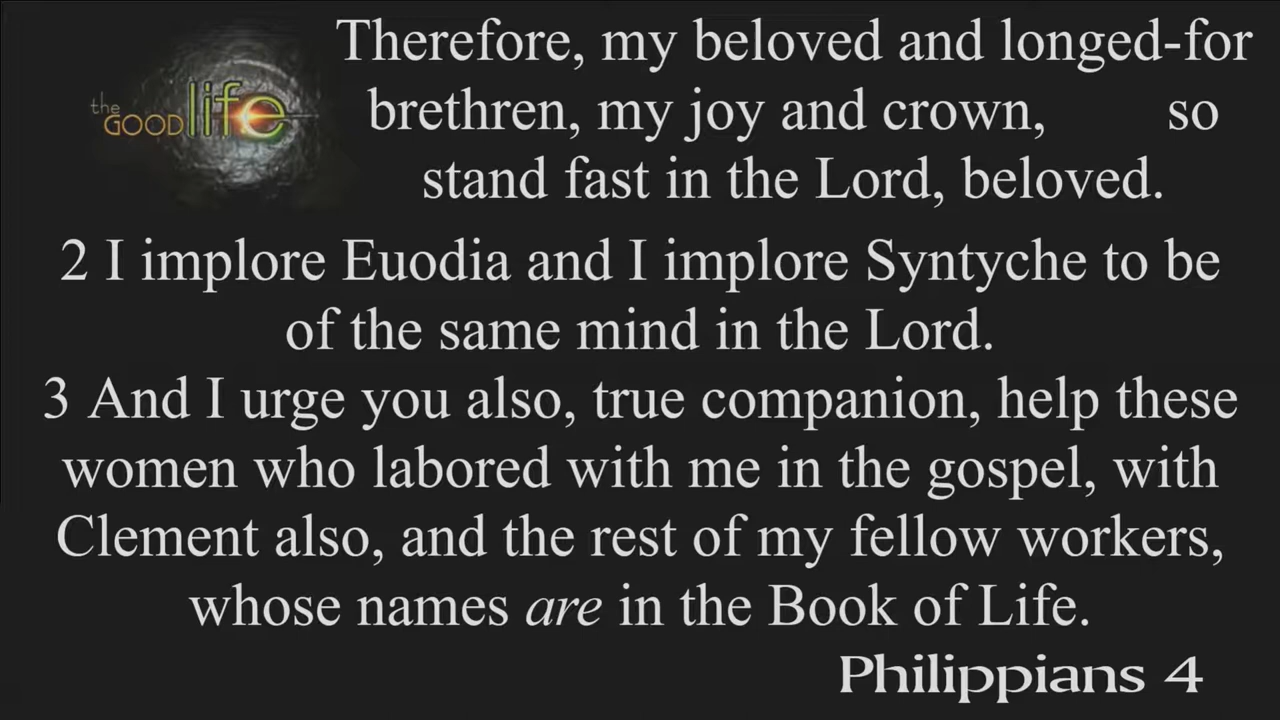 the GOOD life
Therefore, my beloved and longed-for
brethren, my joy and crown, so
stand fast in the Lord, beloved.
2 I implore Euodia and I implore Syntyche to be
of the same mind in the Lord.
3 And I urge you also, true companion, help these
women who labored with me in the gospel, with
Clement also, and the rest of my fellow workers,
whose names are in the Book of Life.
Philippians 4